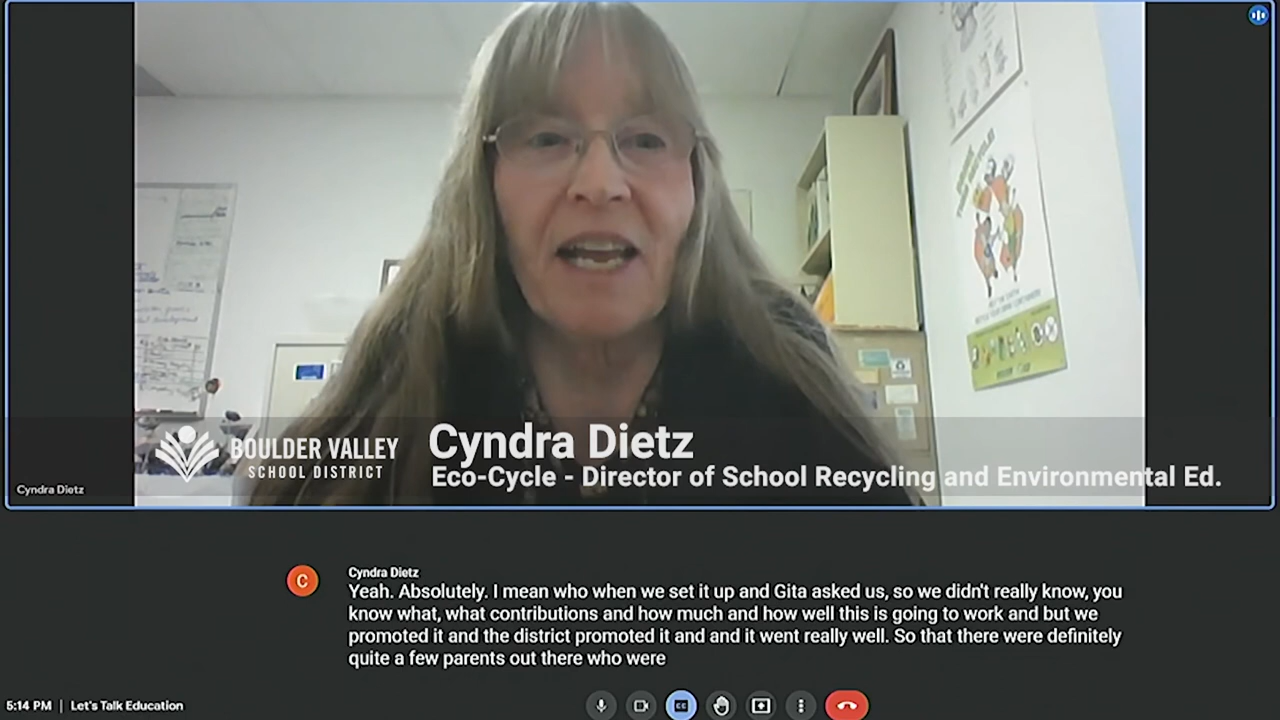 BOULDER VALLEY
SCHOOL DISTRICT
Cyndra Dietz
Eco-Cycle - Director of School Recycling and Environmental Ed.
Cyndra Dietz
C
Cyndra Dietz
Yeah. Absolutely. I mean who when we set it up and Gita asked us, so we didn't really know, you
know what, what contributions and how much and how well this is going to work and but we
promoted it and the district promoted it and and it went really well. So that there were definitely
quite a few parents out there who were
5:14 PM | Let's Talk Education
CC